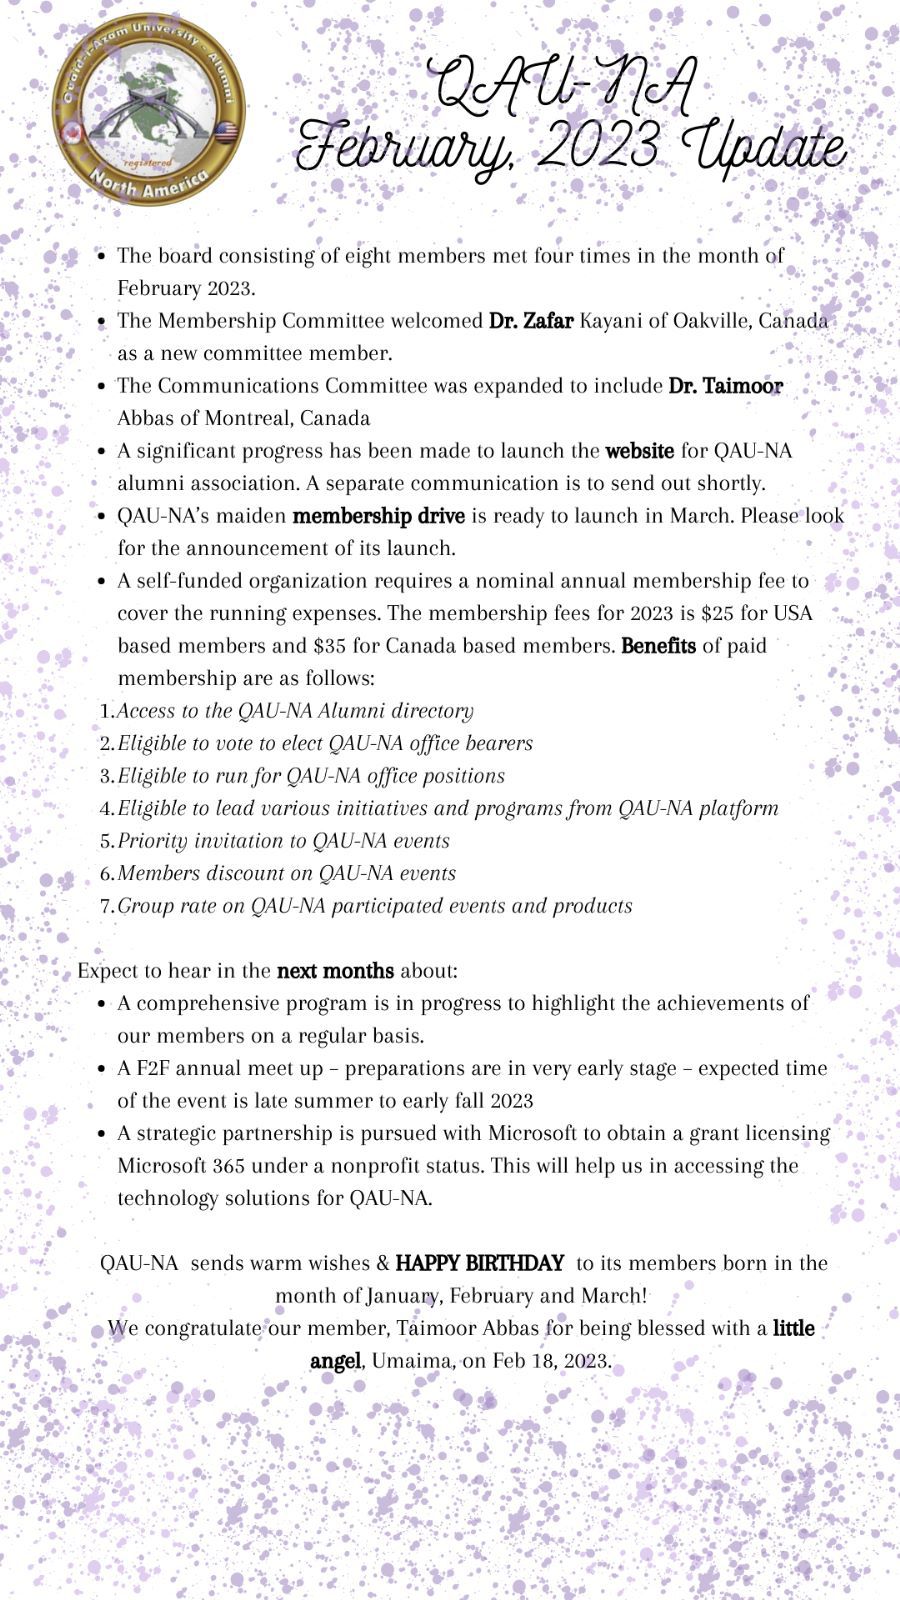 Quaid-i-Azam University - Alumni
registered
North America
QAU-NA
February, 2023 Update
• The board consisting of eight members met four times in the month of
February 2023.
• The Membership Committee welcomed Dr. Zafar Kayani of Oakville, Canada
as a new committee member.
• The Communications Committee was expanded to include Dr. Taimoor
Abbas of Montreal, Canada
• A significant progress has been made to launch the website for QAU-NA
alumni association. A separate communication is to send out shortly.
• QAU-NA's maiden membership drive is ready to launch in March. Please look
for the announcement of its launch.
• A self-funded organization requires a nominal annual membership fee to
cover the running expenses. The membership fees for 2023 is $25 for USA
based members and $35 for Canada based members. Benefits of paid
membership are as follows:
1. Access to the QAU-NA Alumni directory
2. Eligible to vote to elect QAU-NA office bearers
3. Eligible to run for QAU-NA office positions
4. Eligible to lead various initiatives and programs from QAU-NA platform
5. Priority invitation to QAU-NA events
6. Members discount on QAU-NA events
7. Group rate on QAU-NA participated events and products
Expect to hear in the next months about:
• A comprehensive program is in progress to highlight the achievements of
our members on a regular basis.
• A F2F annual meet up – preparations are in very early stage – expected time
of the event is late summer to early fall 2023
• A strategic partnership is pursued with Microsoft to obtain a grant licensing
Microsoft 365 under a nonprofit status. This will help us in accessing the
technology solutions for QAU-NA.
QAU-NA sends warm wishes & HAPPY BIRTHDAY to its members born in the
month of January, February and March!
We congratulate our member, Taimoor Abbas for being blessed with a little
angel, Umaima, on Feb 18, 2023.